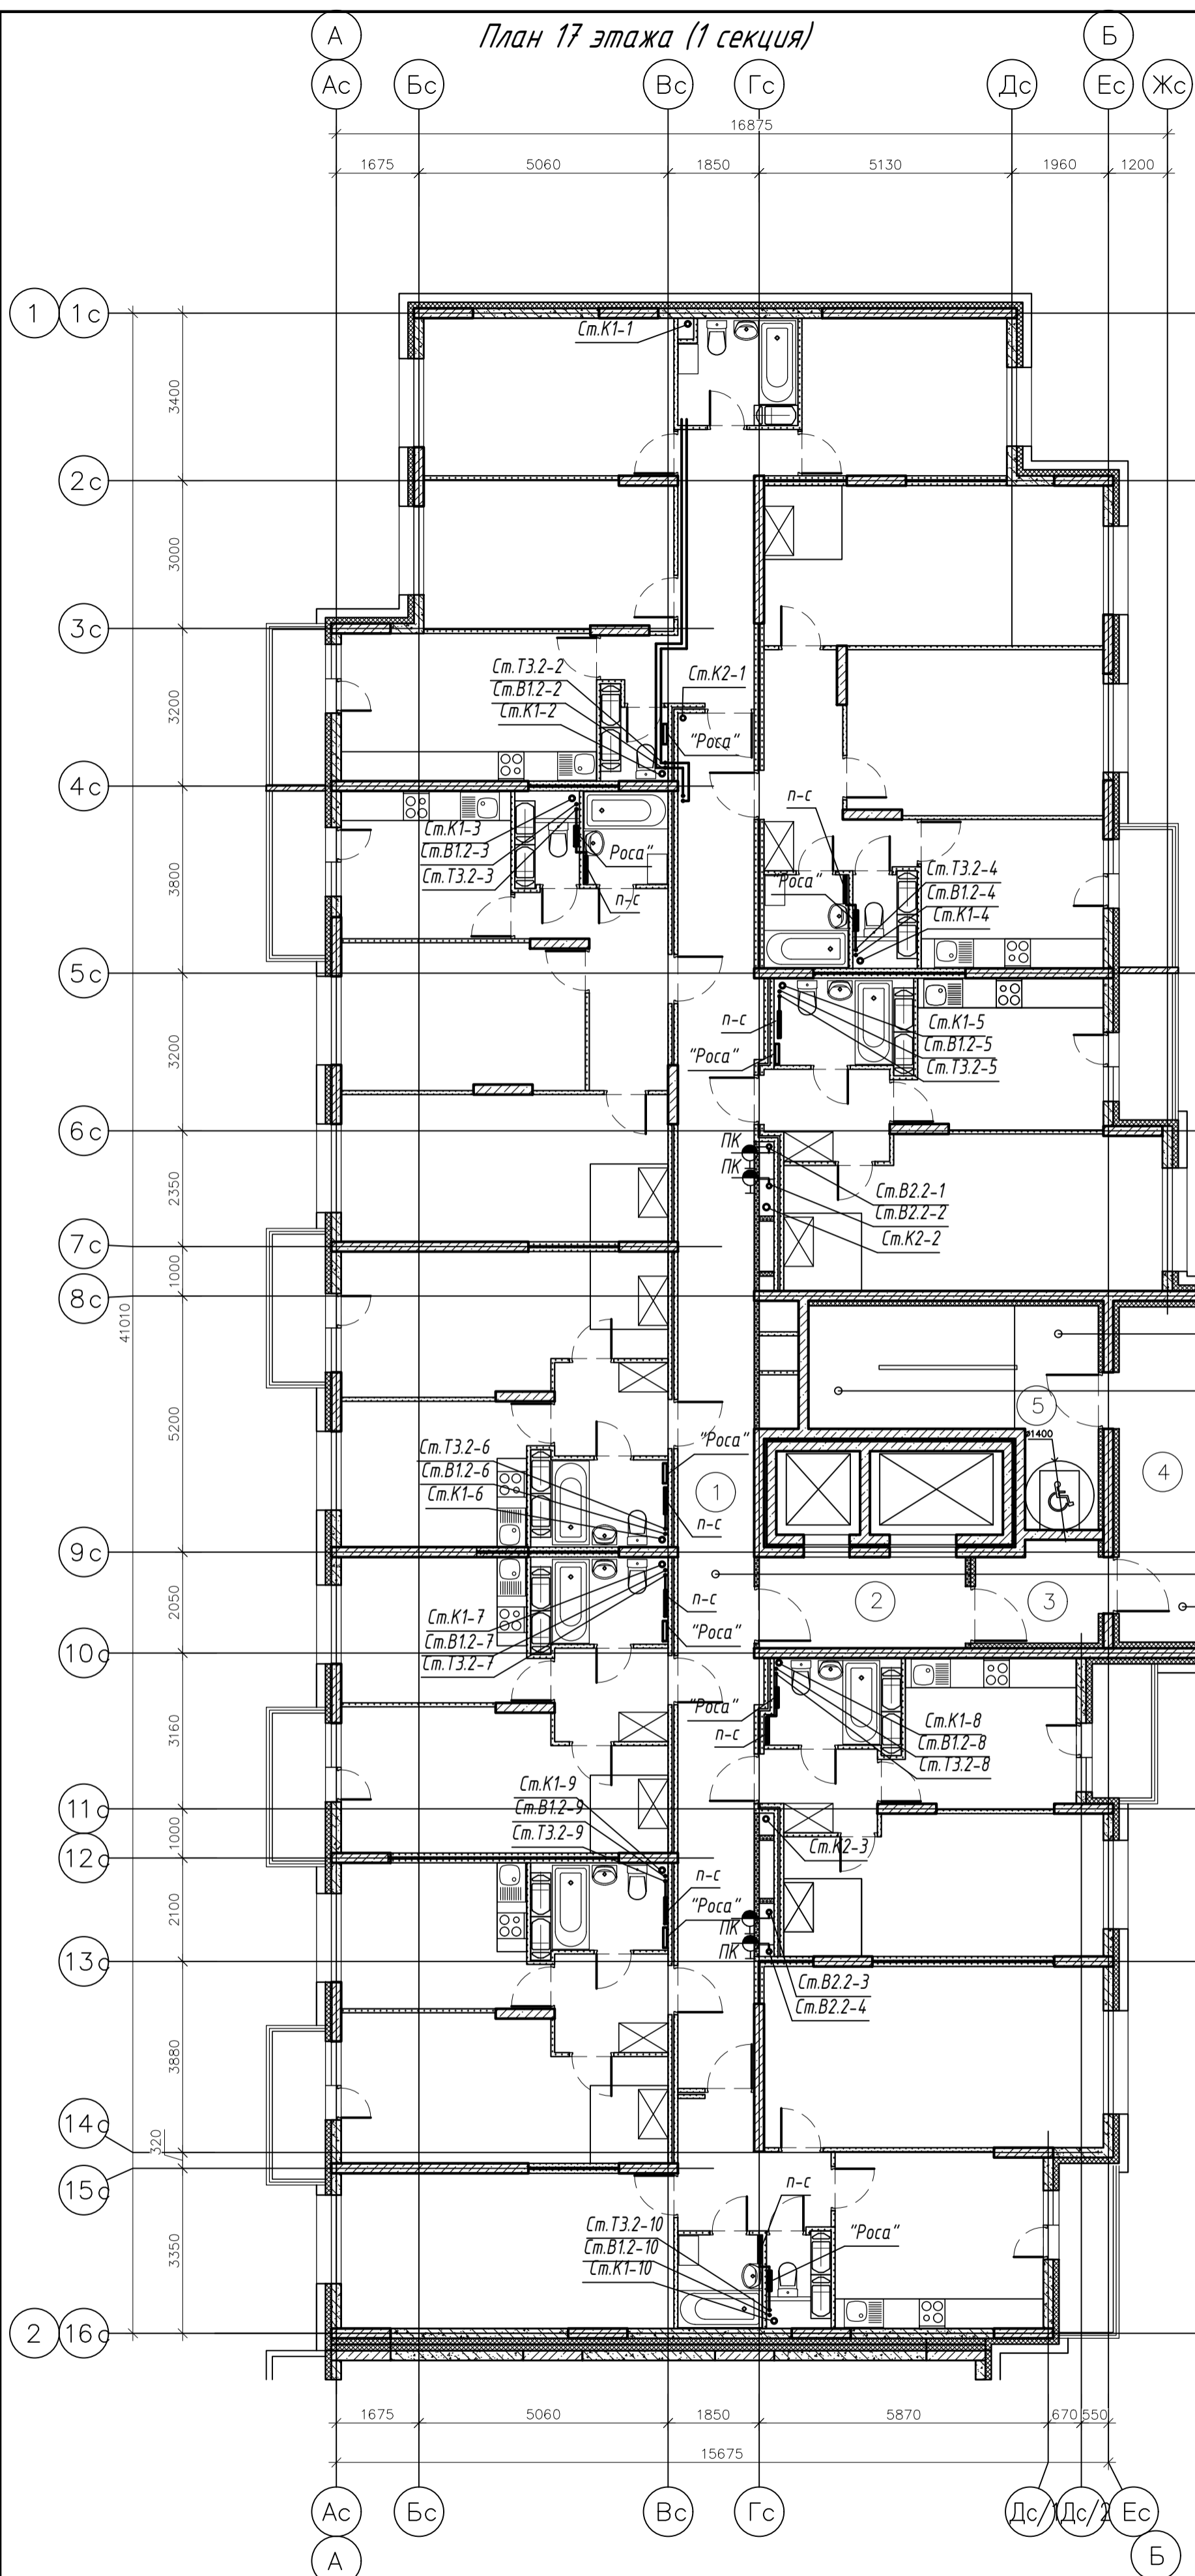 План 17 этажа (1 секция)
А Б
Ас Бс Вс Гс Дс Ес Жс
16875
1675 5060 1850 5130 1960 1200
1 1с
Ст.К1-1
3400
2с
3000
3с
Ст.Т3.2-2
Ст.В1.2-2
Ст.К1-2
Ст.К2-1
"Роса"
3200
4с
п-с
Ст.К1-3
Ст.В1.2-3
Ст.Т3.2-3
Роса"
п-с
3800
Роса"
Ст.Т3.2-4
Ст.В1.2-4
Ст.К1-4
5с
п-с
"Роса"
Ст.К1-5
Ст.В1.2-5
Ст.Т3.2-5
3200
6с
ПК
ПК
Ст.В2.2-1
Ст.В2.2-2
Ст.К2-2
2350
7с
1000
8с
41010
5
ø1400
5200
Ст.Т3.2-6
Ст.В1.2-6
Ст.К1-6
"Роса"
п-с
1
4
9с
2050
Ст.К1-7
Ст.В1.2-7
Ст.Т3.2-7
п-с
"Роса"
2
3
10с
"Роса"
п-с
Ст.К1-8
Ст.В1.2-8
Ст.Т3.2-8
3160
Ст.К1-9
Ст.В1.2-9
Ст.Т3.2-9
11с
1000
12с
Ст.К2-3
п-с
"Роса"
2100
ПК
ПК
13с
Ст.В2.2-3
Ст.В2.2-4
3880
14с
320
15с
п-с
Ст.Т3.2-10
Ст.В1.2-10
Ст.К1-10
"Роса"
3350
2 16с
1675 5060 1850 5870 670 550
15675
Ас Бс Вс Гс Дс/1 Дс/2 Ес
А Б